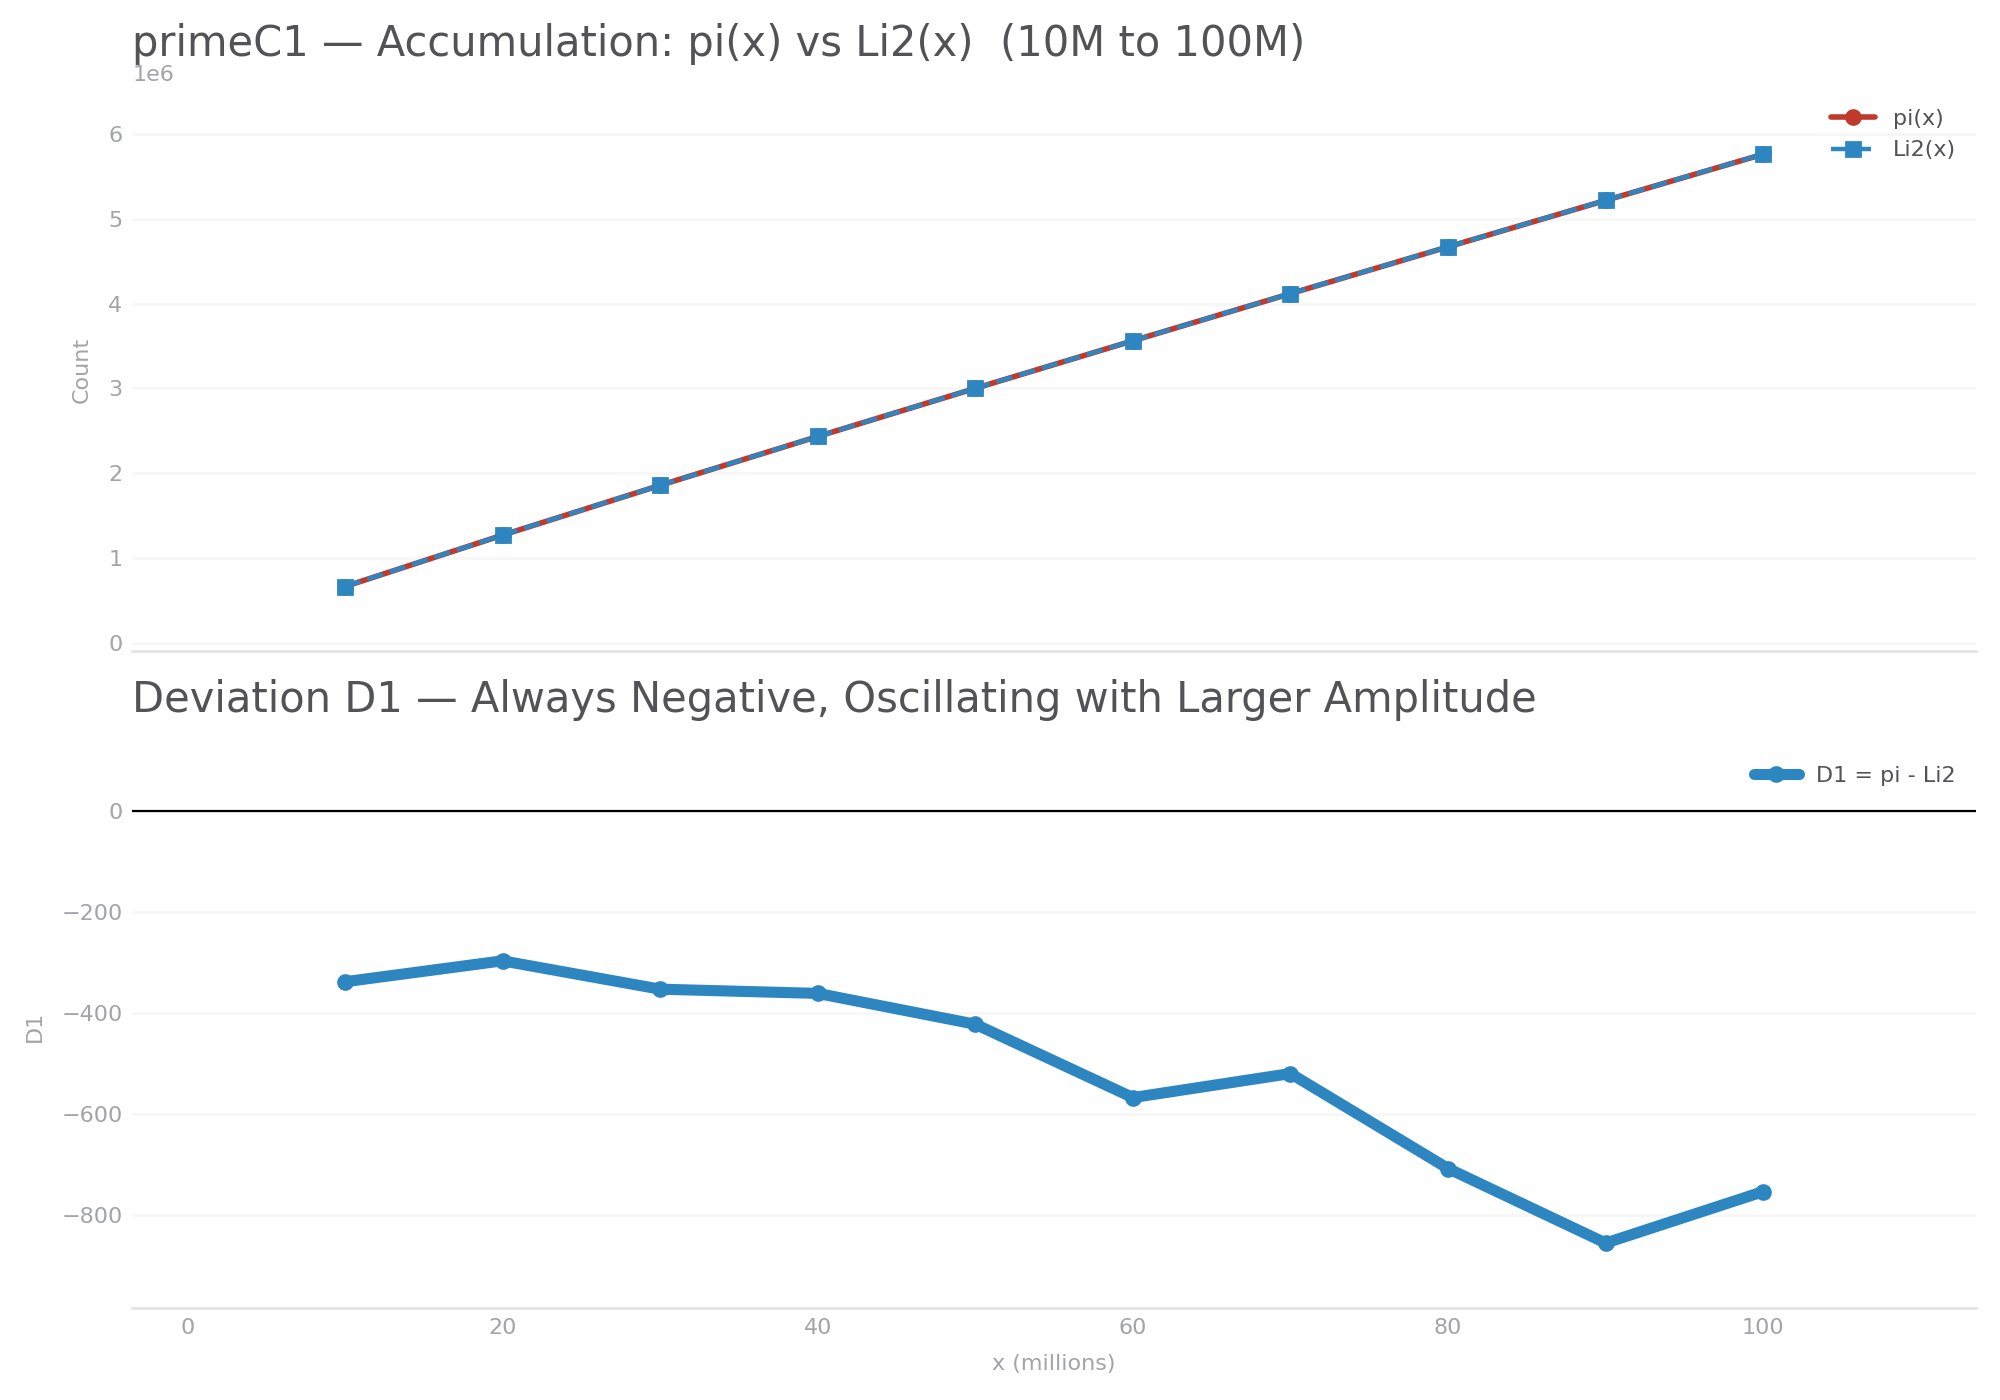 primeC1 — Accumulation: pi(x) vs Li2(x)  (10M to 100M)
1e6
pi(x)
Li2(x)
6
5
4
3
2
1
0
Count
Deviation D1 — Always Negative, Oscillating with Larger Amplitude
D1 = pi - Li2
0
−200
−400
−600
−800
D1
0 20 40 60 80 100
x (millions)